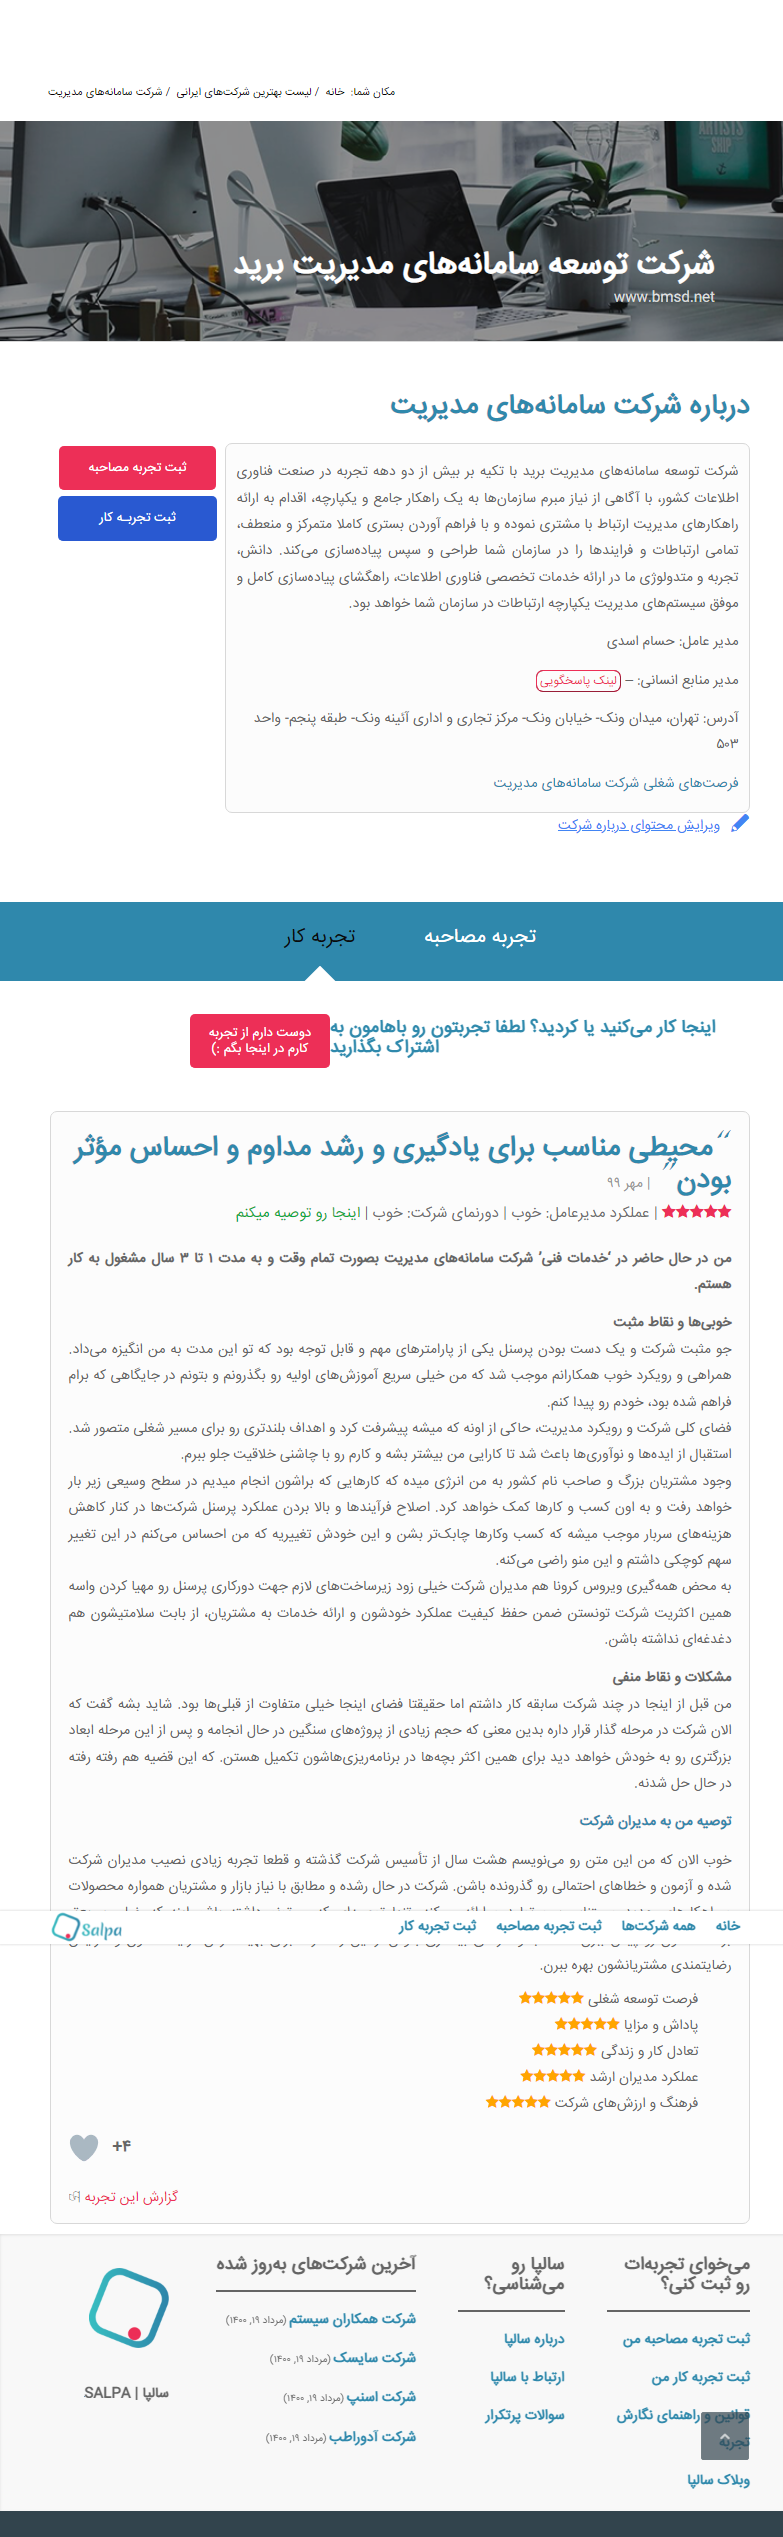 مکان شما: خانه / لیست بهترین شرکت‌های ایرانی / شرکت سامانه‌های مدیریت
ARTISTS
SHIP
شرکت توسعه سامانه‌های مدیریت برید
www.bmsd.net
درباره شرکت سامانه‌های مدیریت
شرکت توسعه سامانه‌های مدیریت برید با تکیه بر بیش از دو دهه تجربه در صنعت فناوری
اطلاعات کشور، با آگاهی از نیاز مبرم سازمان‌ها به یک راهکار جامع و یکپارچه، اقدام به ارائه
راهکارهای مدیریت ارتباط با مشتری نموده و با فراهم آوردن بستری کاملا متمرکز و منعطف،
تمامی ارتباطات و فرایندها را در سازمان شما طراحی و سپس پیاده‌سازی می‌کند. دانش،
تجربه و متدولوژی ما در ارائه خدمات تخصصی فناوری اطلاعات، راهگشای پیاده‌سازی کامل و
موفق سیستم‌های مدیریت یکپارچه ارتباطات در سازمان شما خواهد بود.
مدیر عامل: حسام اسدی
مدیر منابع انسانی: – لینک پاسخگویی
آدرس: تهران، میدان ونک- خیابان ونک- مرکز تجاری و اداری آئینه ونک- طبقه پنجم- واحد
۵۰۳
فرصت‌های شغلی شرکت سامانه‌های مدیریت
ثبت تجربه مصاحبه
ثبت تجربـه کار
ویرایش محتوای درباره شرکت
تجربه مصاحبه
تجربه کار
اینجا کار می‌کنید یا کردید؟ لطفا تجربتون رو باهامون به
اشتراک بگذارید
دوست دارم از تجربه
کارم در اینجا بگم :)
“محیطی مناسب برای یادگیری و رشد مداوم و احساس مؤثر
بودن” | مهر ۹۹
★★★★★ | عملکرد مدیرعامل: خوب | دورنمای شرکت: خوب | اینجا رو توصیه میکنم
من در حال حاضر در ‘خدمات فنی’ شرکت سامانه‌های مدیریت بصورت تمام وقت و به مدت ۱ تا ۳ سال مشغول به کار
هستم.
خوبی‌ها و نقاط مثبت
جو مثبت شرکت و یک دست بودن پرسنل یکی از پارامترهای مهم و قابل توجه بود که تو این مدت به من انگیزه می‌داد.
همراهی و رویکرد خوب همکارانم موجب شد که من خیلی سریع آموزش‌های اولیه رو بگذرونم و بتونم در جایگاهی که برام
فراهم شده بود، خودم رو پیدا کنم.
فضای کلی شرکت و رویکرد مدیریت، حاکی از اونه که میشه پیشرفت کرد و اهداف بلندتری رو برای مسیر شغلی متصور شد.
استقبال از ایده‌ها و نوآوری‌ها باعث شد تا کارایی من بیشتر بشه و کارم رو با چاشنی خلاقیت جلو ببرم.
وجود مشتریان بزرگ و صاحب نام کشور به من انرژی میده که کارهایی که براشون انجام میدیم در سطح وسیعی زیر بار
خواهد رفت و به اون کسب و کارها کمک خواهد کرد. اصلاح فرآیندها و بالا بردن عملکرد پرسنل شرکت‌ها در کنار کاهش
هزینه‌های سربار موجب میشه که کسب وکارها چابک‌تر بشن و این خودش تغییریه که من احساس می‌کنم در این تغییر
سهم کوچکی داشتم و این منو راضی می‌کنه.
به محض همه‌گیری ویروس کرونا هم مدیران شرکت خیلی زود زیرساخت‌های لازم جهت دورکاری پرسنل رو مهیا کردن واسه
همین اکثریت شرکت تونستن ضمن حفظ کیفیت عملکرد خودشون و ارائه خدمات به مشتریان، از بابت سلامتیشون هم
دغدغه‌ای نداشته باشن.
مشکلات و نقاط منفی
من قبل از اینجا در چند شرکت سابقه کار داشتم اما حقیقتا فضای اینجا خیلی متفاوت از قبلی‌ها بود. شاید بشه گفت که
الان شرکت در مرحله گذار قرار داره بدین معنی که حجم زیادی از پروژه‌های سنگین در حال انجامه و پس از این مرحله ابعاد
بزرگتری رو به خودش خواهد دید برای همین اکثر بچه‌ها در برنامه‌ریزی‌هاشون تکمیل هستن. که این قضیه هم رفته رفته
در حال حل شدنه.
توصیه من به مدیران شرکت
خوب الان که من این متن رو می‌نویسم هشت سال از تأسیس شرکت گذشته و قطعا تجربه زیادی نصیب مدیران شرکت
شده و آزمون و خطاهای احتمالی رو گذرونده باشن. شرکت در حال رشده و مطابق با نیاز بازار و مشتریان همواره محصولات
خانه همه شرکت‌ها ثبت تجربه مصاحبه ثبت تجربه کار
Salpa
رضایتمندی مشتریانشون بهره ببرن.
فرصت توسعه شغلی ★★★★★
پاداش و مزایا ★★★★★
تعادل کار و زندگی ★★★★★
عملکرد مدیران ارشد ★★★★★
فرهنگ و ارزش‌های شرکت ★★★★★
+۴
گزارش این تجربه
می‌خوای تجربه‌ات
رو ثبت کنی؟
ثبت تجربه مصاحبه من
ثبت تجربه کار من
قوانین و راهنمای نگارش
تجربه
وبلاگ سالپا
سالپا رو
می‌شناسی؟
درباره سالپا
ارتباط با سالپا
سوالات پرتکرار
آخرین شرکت‌های به‌روز شده
شرکت همکاران سیستم (مرداد ۱۹, ۱۴۰۰)
شرکت سایسک (مرداد ۱۹, ۱۴۰۰)
شرکت اسنپ (مرداد ۱۹, ۱۴۰۰)
شرکت آدوراطب (مرداد ۱۹, ۱۴۰۰)
سالپا | SALPA